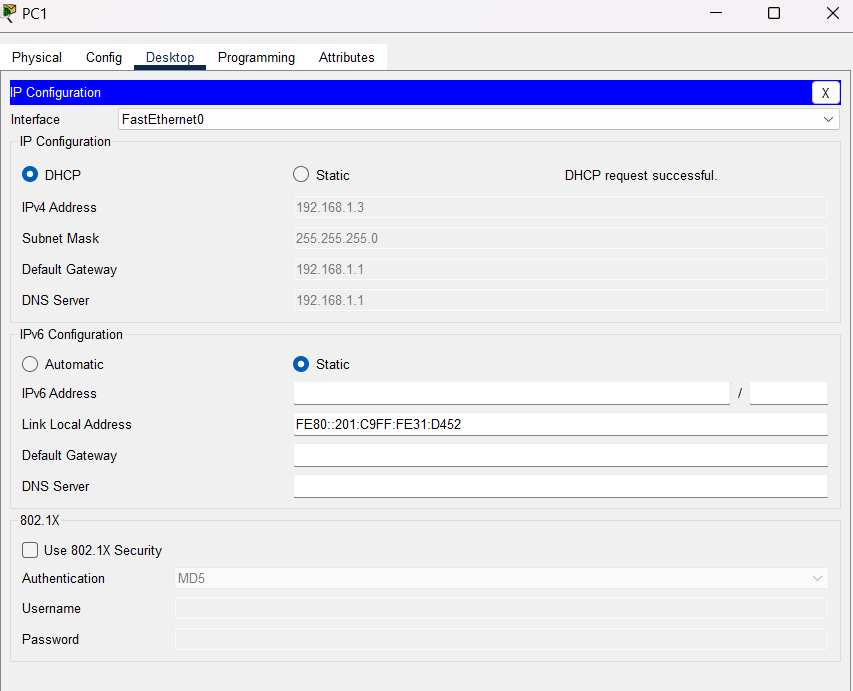 PC1
Physical Config Desktop Programming Attributes
IP Configuration X
Interface FastEthernet0
IP Configuration
DHCP Static DHCP request successful.
IPv4 Address 192.168.1.3
Subnet Mask 255.255.255.0
Default Gateway 192.168.1.1
DNS Server 192.168.1.1
IPv6 Configuration
Automatic Static
IPv6 Address /
Link Local Address FE80::201:C9FF:FE31:D452
Default Gateway
DNS Server
802.1X
Use 802.1X Security
Authentication MD5
Username
Password